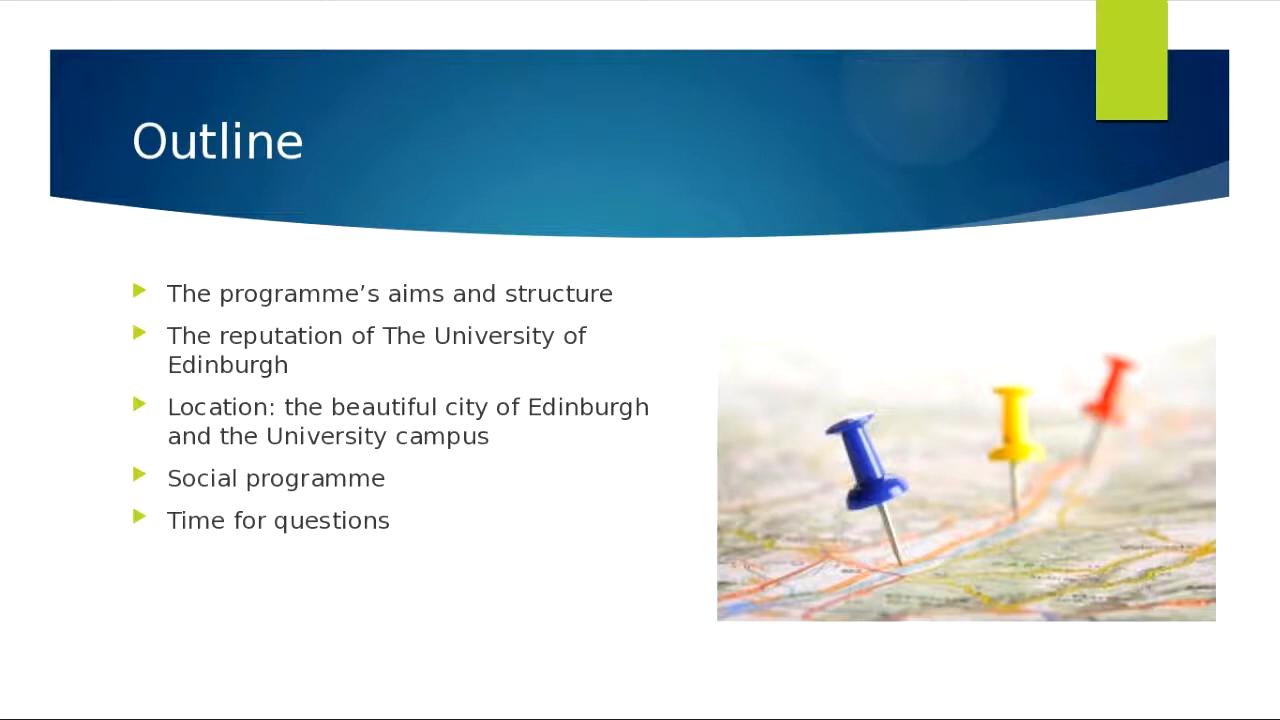 Outline
The programme’s aims and structure
The reputation of The University of
Edinburgh
Location: the beautiful city of Edinburgh
and the University campus
Social programme
Time for questions